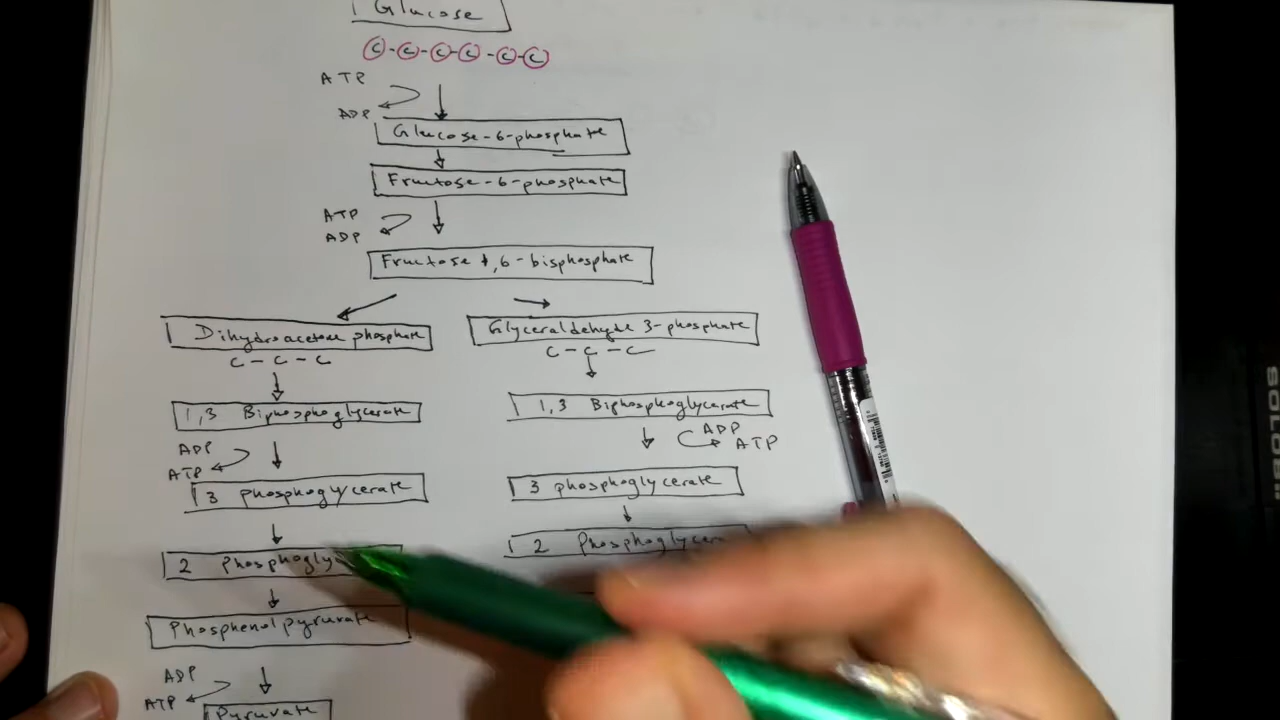 Glucose
C-C-C-C-C-C
ATP
ADP
Glucose-6-phosphate
Fructose-6-phosphate
ATP
ADP
Fructose 1,6-bisphosphate
Dihydroacetone phosphate
C-C-C
Glyceraldehyde 3-phosphate
C-C-C
1,3 Biphosphoglycerate
1,3 Biphosphoglycerate
ADP
ATP
ADP
ATP
3 phosphoglycerate
3 phosphoglycerate
2 Phosphogly
2 Phosphoglycera
Phosphenolpyruvate
ADP
ATP
Pyruvate